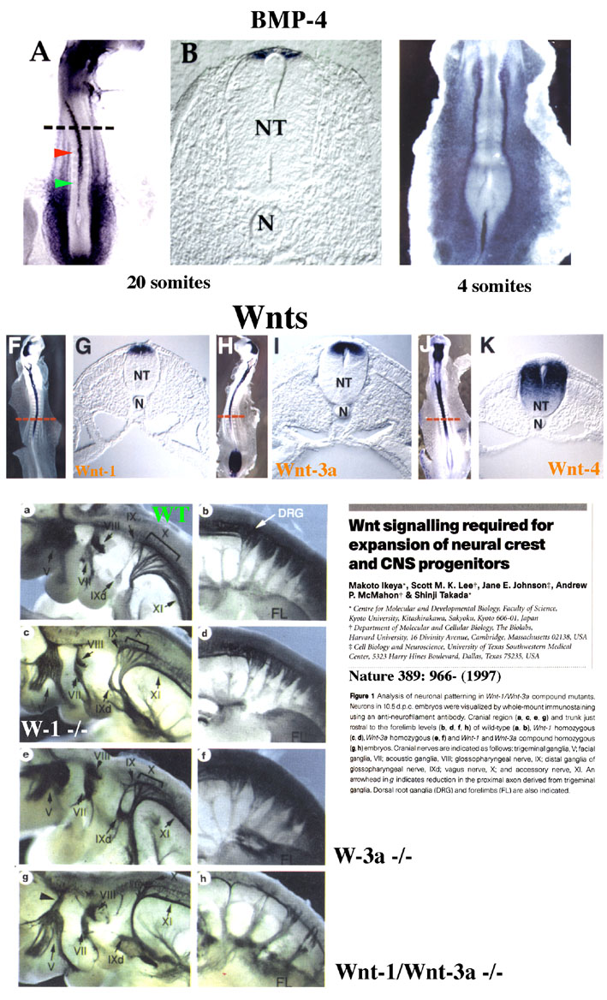 BMP-4
A
B
NT
N
20 somites
4 somites
Wnts
F
G
NT
N
Wnt-1
H
I
NT
N
Wnt-3a
J
K
NT
N
Wnt-4
a
WT
IX
X
VIII
V
VII
IXd
XI
b
DRG
FL
c
VIII
IX
X
V
VII
IXd
XI
W-1 -/-
d
FL
e
VIII
IX
X
V
VII
IXd
XI
f
FL
W-3a -/-
g
X
VIII
V
VII
IXd
XI
h
FL
Wnt-1/Wnt-3a -/-
Wnt signalling required for
expansion of neural crest
and CNS progenitors
Makoto Ikeya*, Scott M. K. Lee†, Jane E. Johnson‡, Andrew
P. McMahon† & Shinji Takada*
* Centre for Molecular and Developmental Biology, Faculty of Science,
Kyoto University, Kitashirakawa, Sakyoku, Kyoto 606-01, Japan
† Department of Molecular and Cellular Biology, The Biolabs,
Harvard University, 16 Divinity Avenue, Cambridge, Massachusetts 02138, USA
‡ Cell Biology and Neuroscience, University of Texas Southwestern Medical
Center, 5323 Harry Hines Boulevard, Dallas, Texas 75235, USA
Nature 389: 966- (1997)
Figure 1 Analysis of neuronal patterning in Wnt-1/Wnt-3a compound mutants.
Neurons in 10.5 d.p.c. embryos were visualized by whole-mount immunostaining
using an anti-neurofilament antibody. Cranial region (a, c, e, g) and trunk just
rostral to the forelimb levels (b, d, f, h) of wild-type (a, b), Wnt-1 homozygous
(c, d), Wnt-3a homozygous (e, f) and Wnt-1 and Wnt-3a compound homozygous
(g, h) embryos. Cranial nerves are indicated as follows: trigeminal ganglia, V; facial
ganglia, VII; acoustic ganglia, VIII; glossopharyngeal nerve, IX; distal ganglia of
glossopharyngeal nerve, IXd; vagus nerve, X; and accessory nerve, XI. An
arrowhead in g indicates reduction in the proximal axon derived from trigeminal
ganglia. Dorsal root ganglia (DRG) and forelimbs (FL) are also indicated.